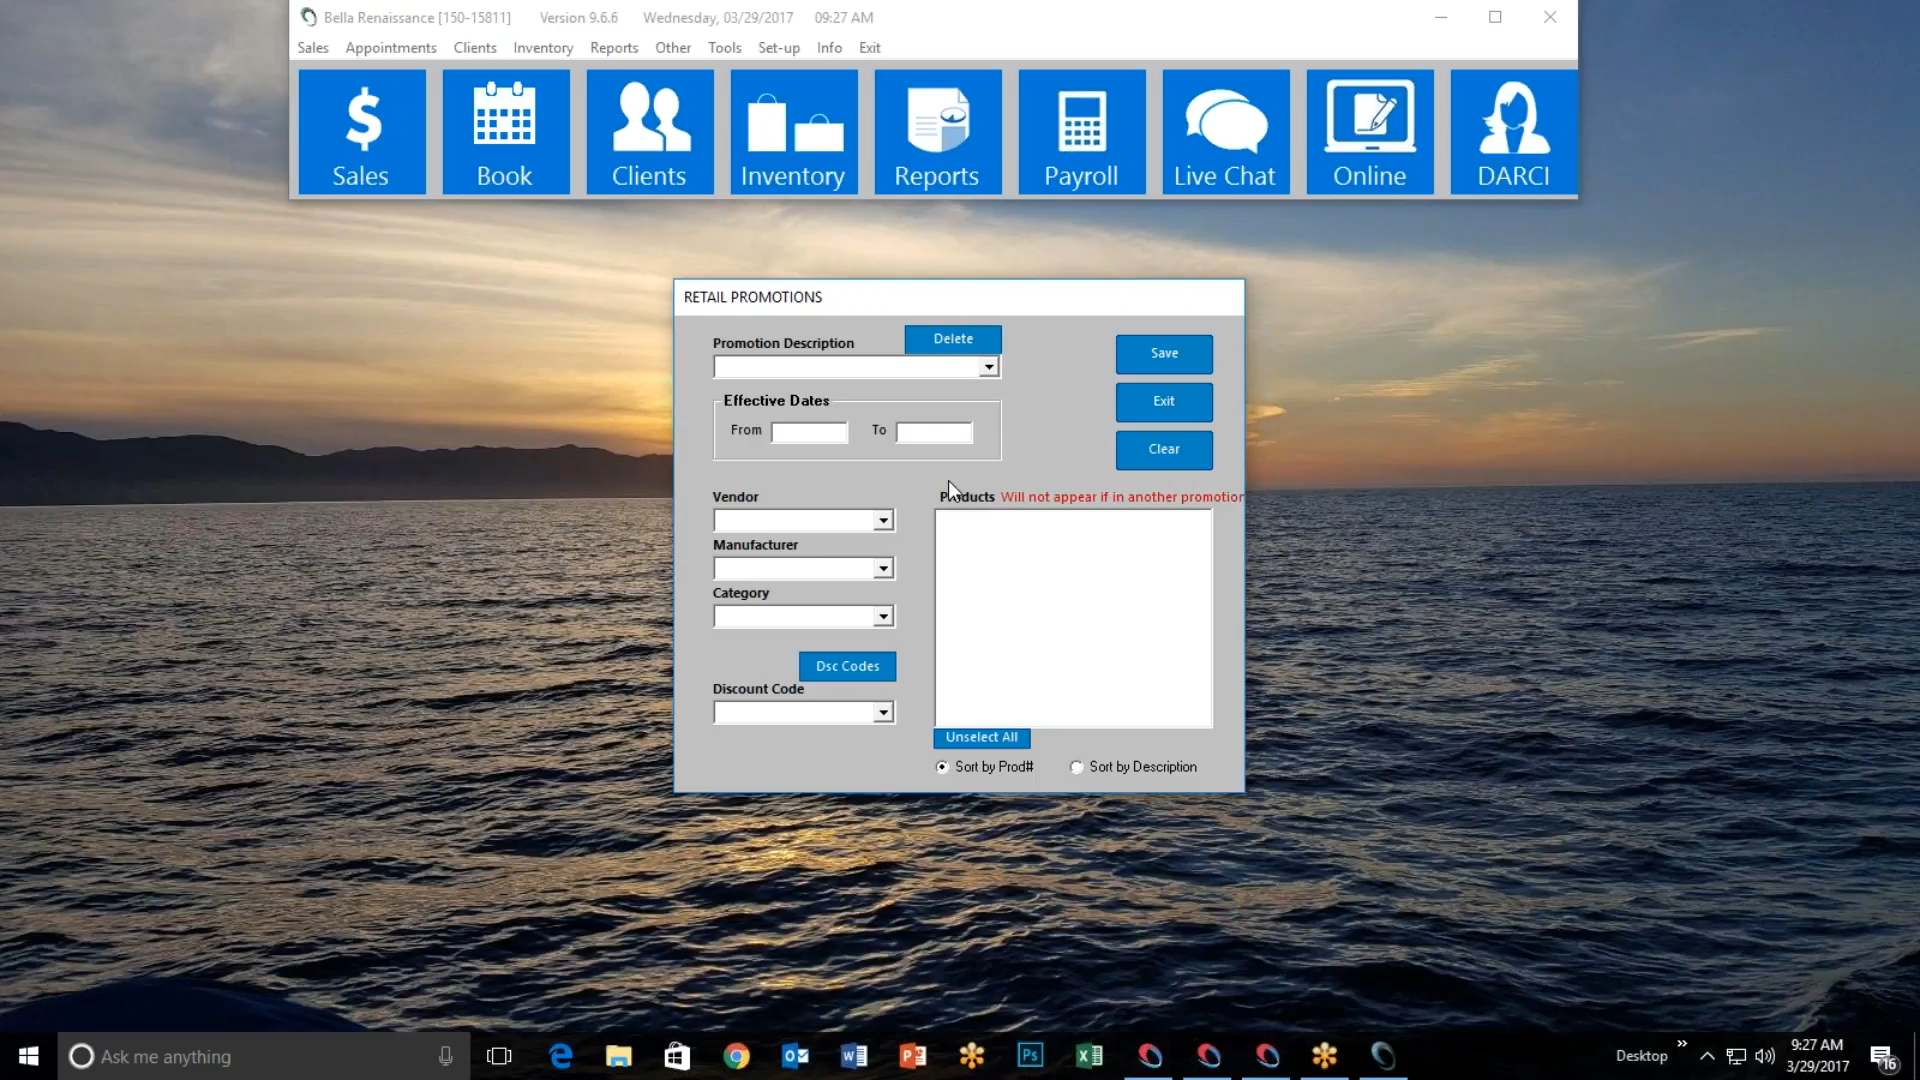 Bella Renaissance [150-15811] Version 9.6.6 Wednesday, 03/29/2017 09:27 AM
Sales Appointments Clients Inventory Reports Other Tools Set-up Info Exit
Sales Book Clients Inventory Reports Payroll Live Chat Online DARCI
RETAIL PROMOTIONS
Promotion Description
Delete
Save
Effective Dates
From To
Exit
Clear
Vendor
Products Will not appear if in another promotion
Manufacturer
Category
Dsc Codes
Discount Code
Unselect All
Sort by Prod# Sort by Description
Ask me anything
Desktop
9:27 AM
3/29/2017
16